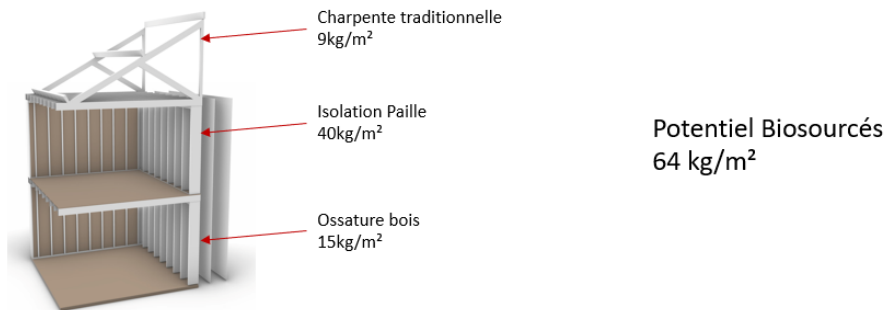 Charpente traditionnelle
9kg/m²
Isolation Paille
40kg/m²
Ossature bois
15kg/m²
Potentiel Biosourcés
64 kg/m²